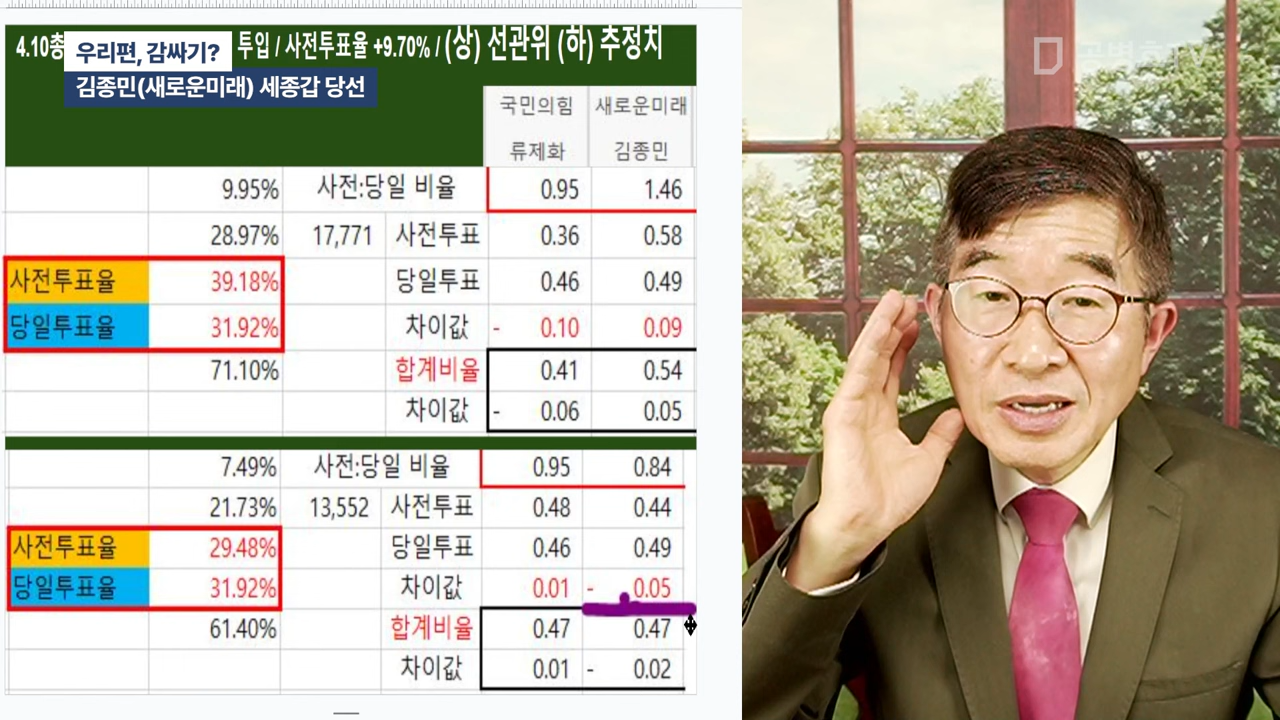 4.10총 투입 / 사전투표율 +9.70% / (상) 선관위 (하) 추정치
우리편, 감싸기?
김종민(새로운미래) 세종갑 당선
공병호TV
국민의힘 새로운미래
류제화 김종민
9.95% 사전:당일 비율 0.95 1.46
28.97% 17,771 사전투표 0.36 0.58
사전투표율 39.18% 당일투표 0.46 0.49
당일투표율 31.92% 차이값 - 0.10 0.09
71.10% 합계비율 0.41 0.54
차이값 - 0.06 0.05
7.49% 사전:당일 비율 0.95 0.84
21.73% 13,552 사전투표 0.48 0.44
사전투표율 29.48% 당일투표 0.46 0.49
당일투표율 31.92% 차이값 0.01 - 0.05
61.40% 합계비율 0.47 0.47
차이값 0.01 - 0.02